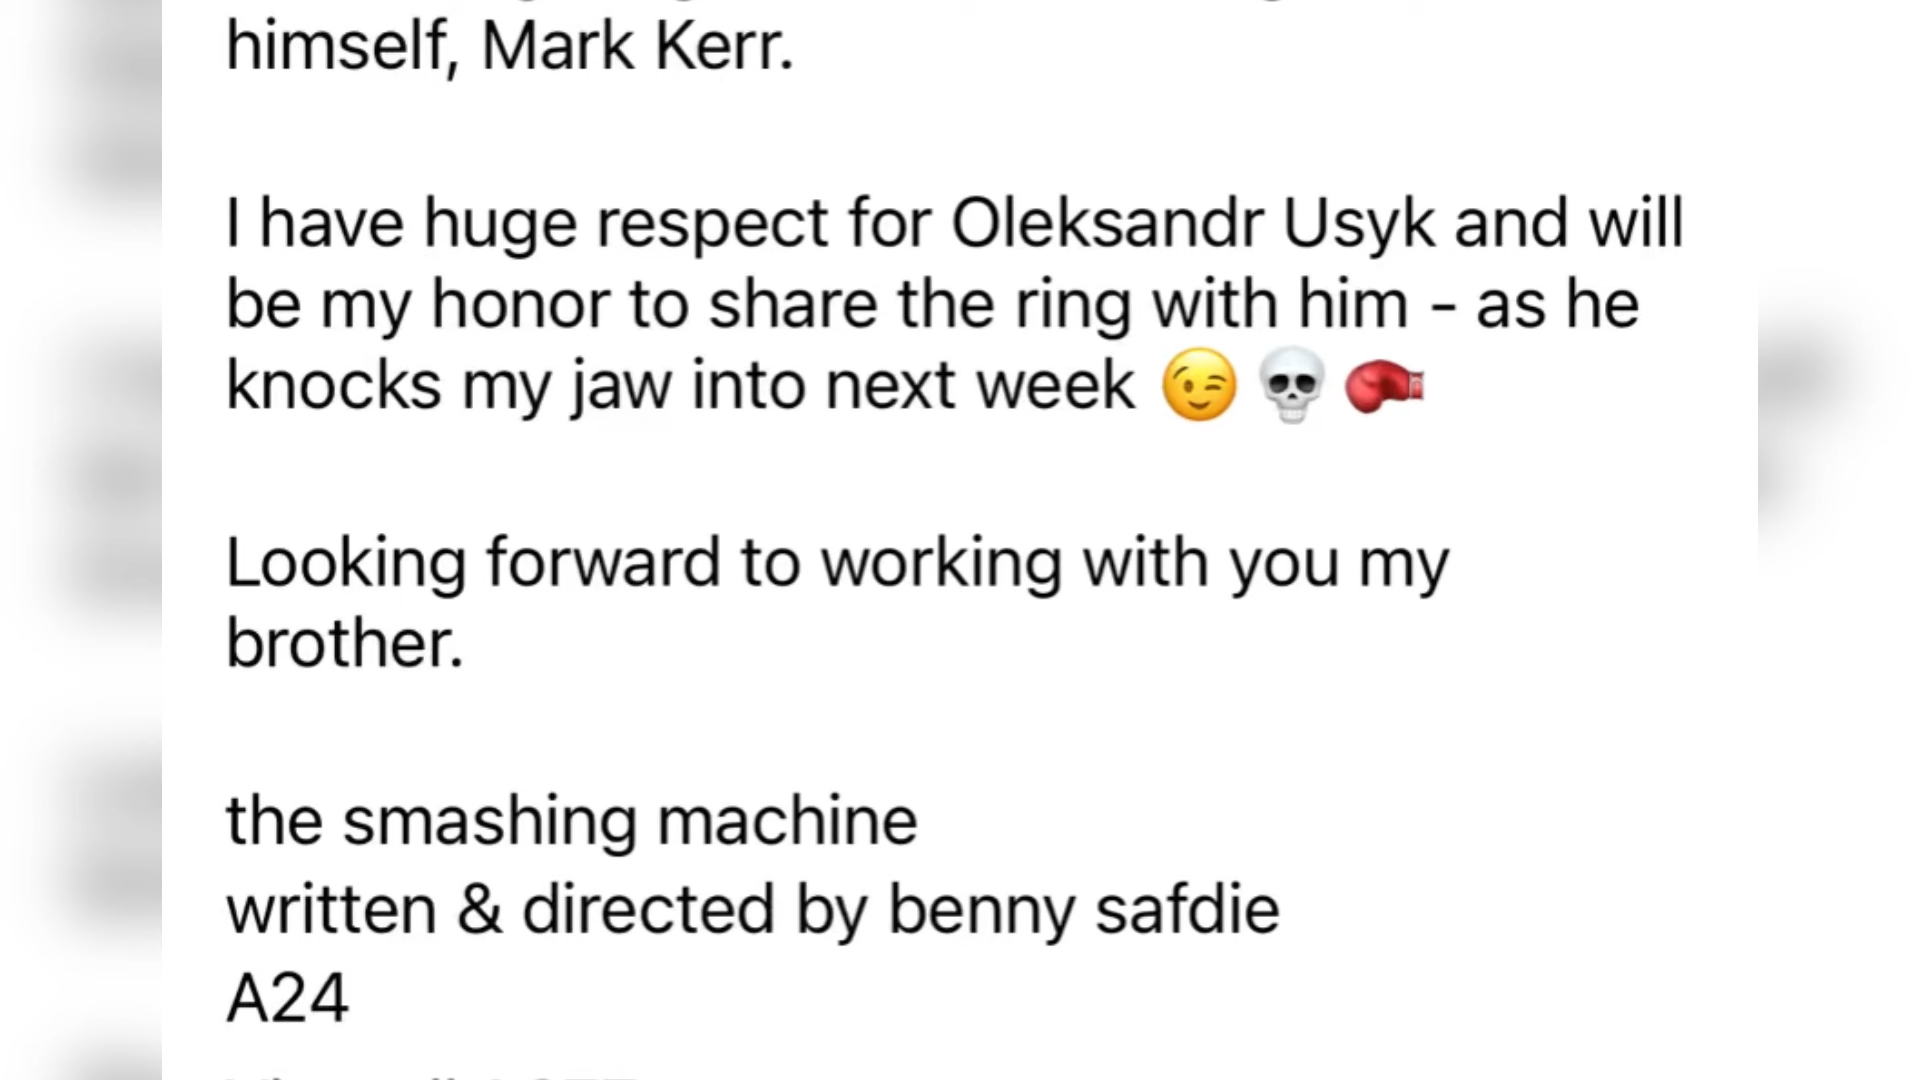 himself, Mark Kerr.
I have huge respect for Oleksandr Usyk and will
be my honor to share the ring with him - as he
knocks my jaw into next week 😉 💀 🥊
Looking forward to working with you my
brother.
the smashing machine
written & directed by benny safdie
A24